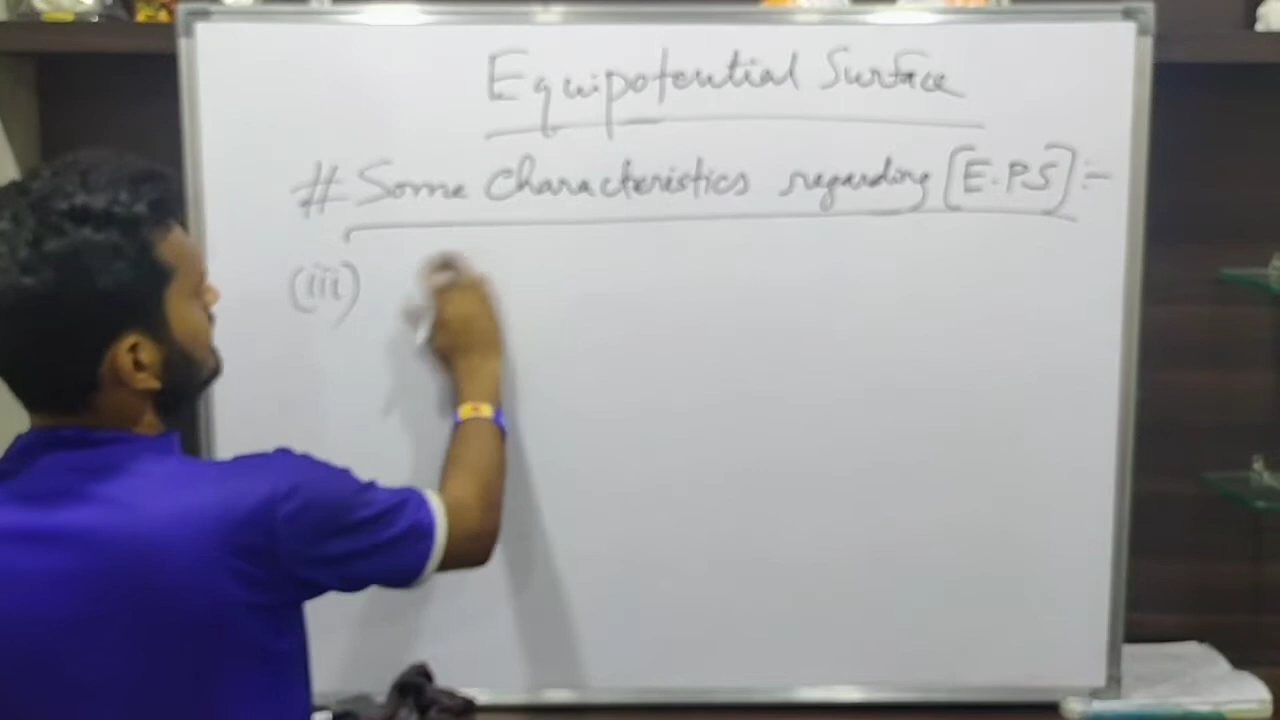 Equipotential Surface
# Some Characteristics regarding [E.P.S] :-
(iii)